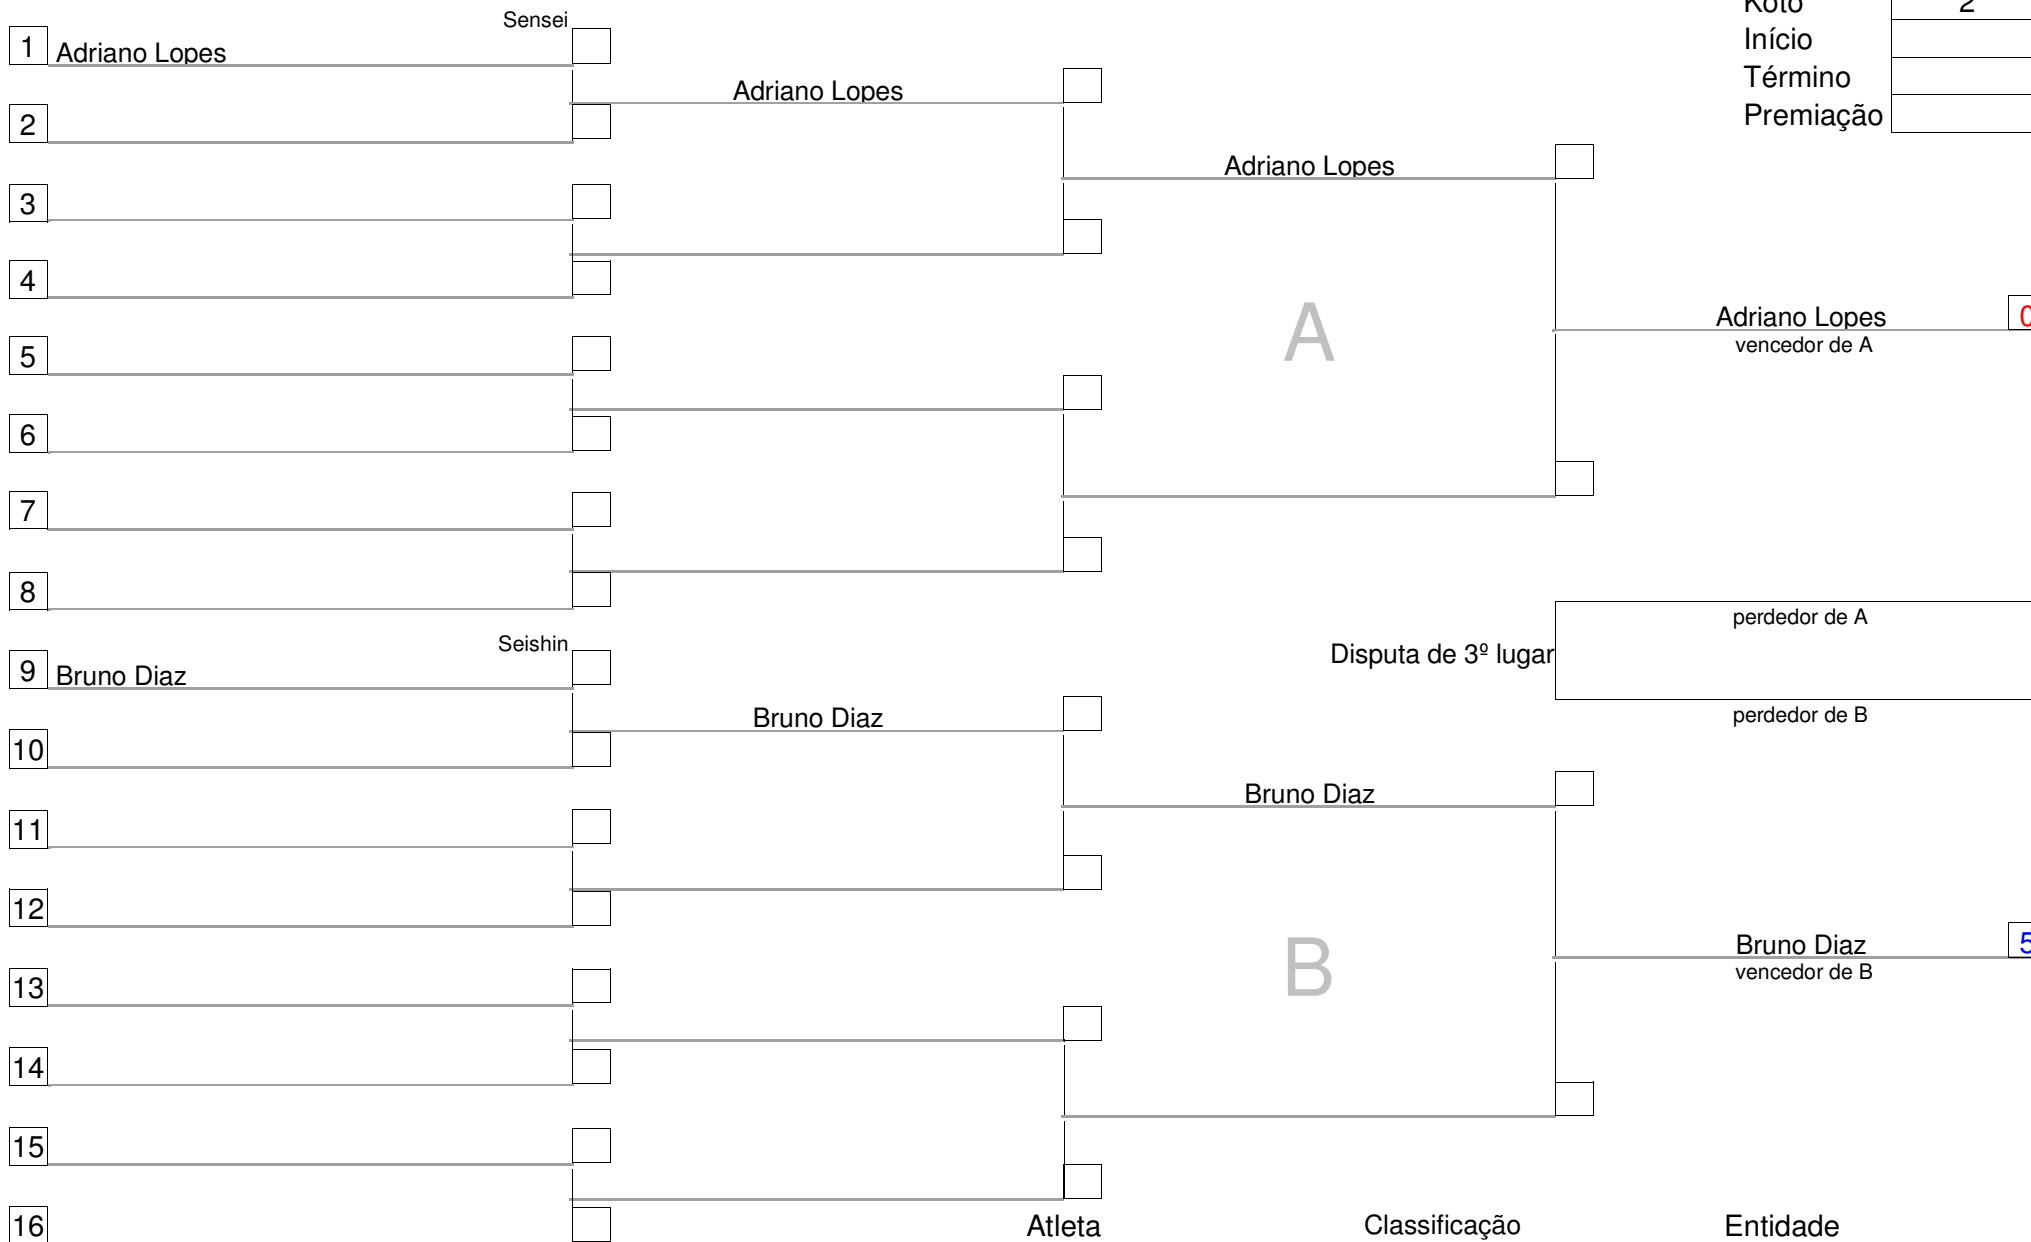 Koto 2
Sensei
1 Adriano Lopes
Início
Adriano Lopes
Término
2
Premiação
Adriano Lopes
3
4
Adriano Lopes 0
vencedor de A
A
5
6
7
8
perdedor de A
Seishin
Disputa de 3º lugar
9 Bruno Diaz
perdedor de B
Bruno Diaz
10
Bruno Diaz
11
12
Bruno Diaz 5
vencedor de B
B
13
14
15
16
Atleta Classificação Entidade